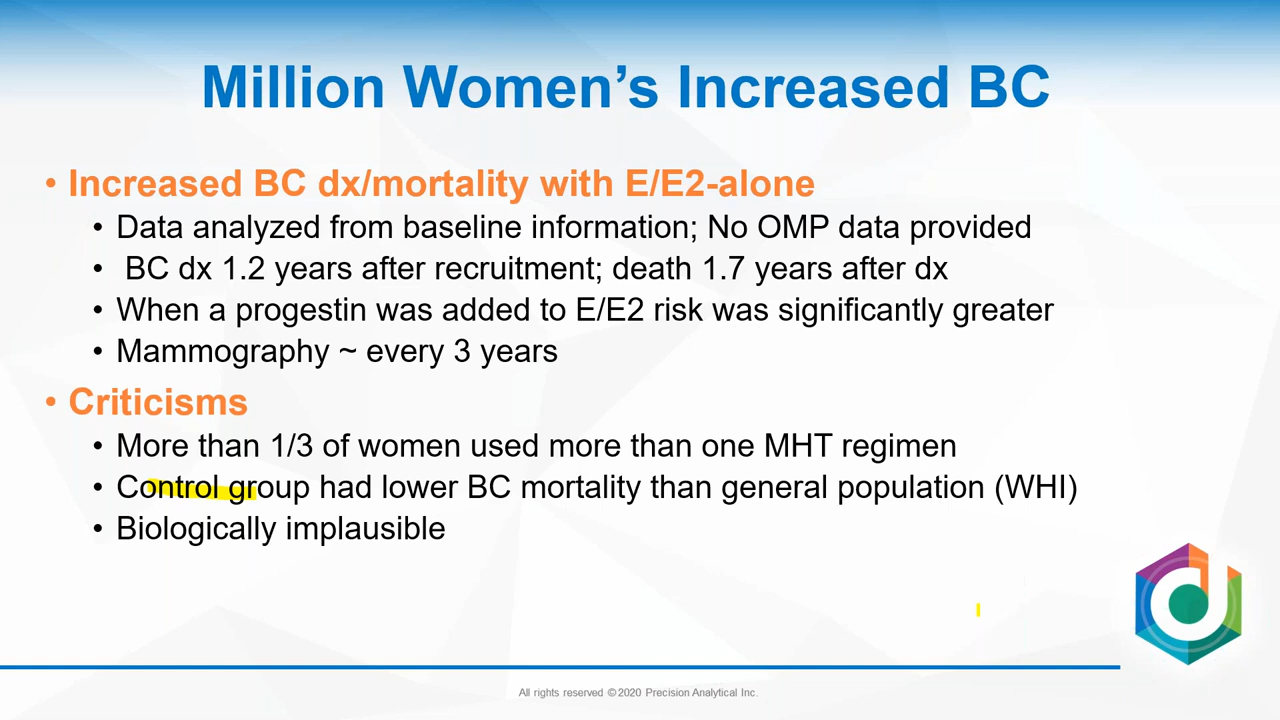 Million Women's Increased BC
• Increased BC dx/mortality with E/E2-alone
• Data analyzed from baseline information; No OMP data provided
• BC dx 1.2 years after recruitment; death 1.7 years after dx
• When a progestin was added to E/E2 risk was significantly greater
• Mammography ~ every 3 years
• Criticisms
• More than 1/3 of women used more than one MHT regimen
• Control group had lower BC mortality than general population (WHI)
• Biologically implausible
All rights reserved ©2020 Precision Analytical Inc.